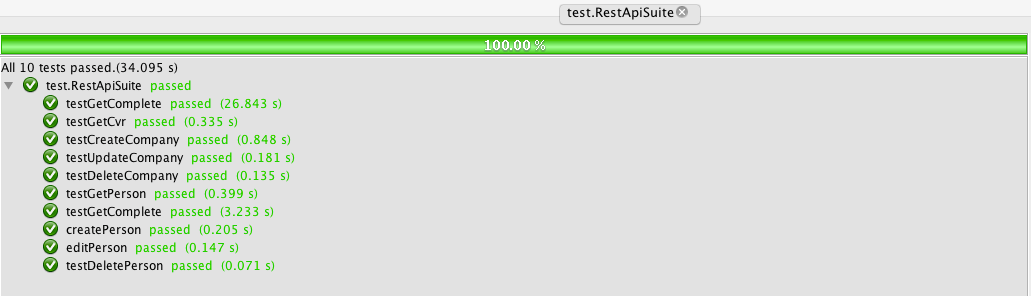 test.RestApiSuite
100.00 %
All 10 tests passed.(34.095 s)
test.RestApiSuite passed
testGetComplete passed (26.843 s)
testGetCvr passed (0.335 s)
testCreateCompany passed (0.848 s)
testUpdateCompany passed (0.181 s)
testDeleteCompany passed (0.135 s)
testGetPerson passed (0.399 s)
testGetComplete passed (3.233 s)
createPerson passed (0.205 s)
editPerson passed (0.147 s)
testDeletePerson passed (0.071 s)